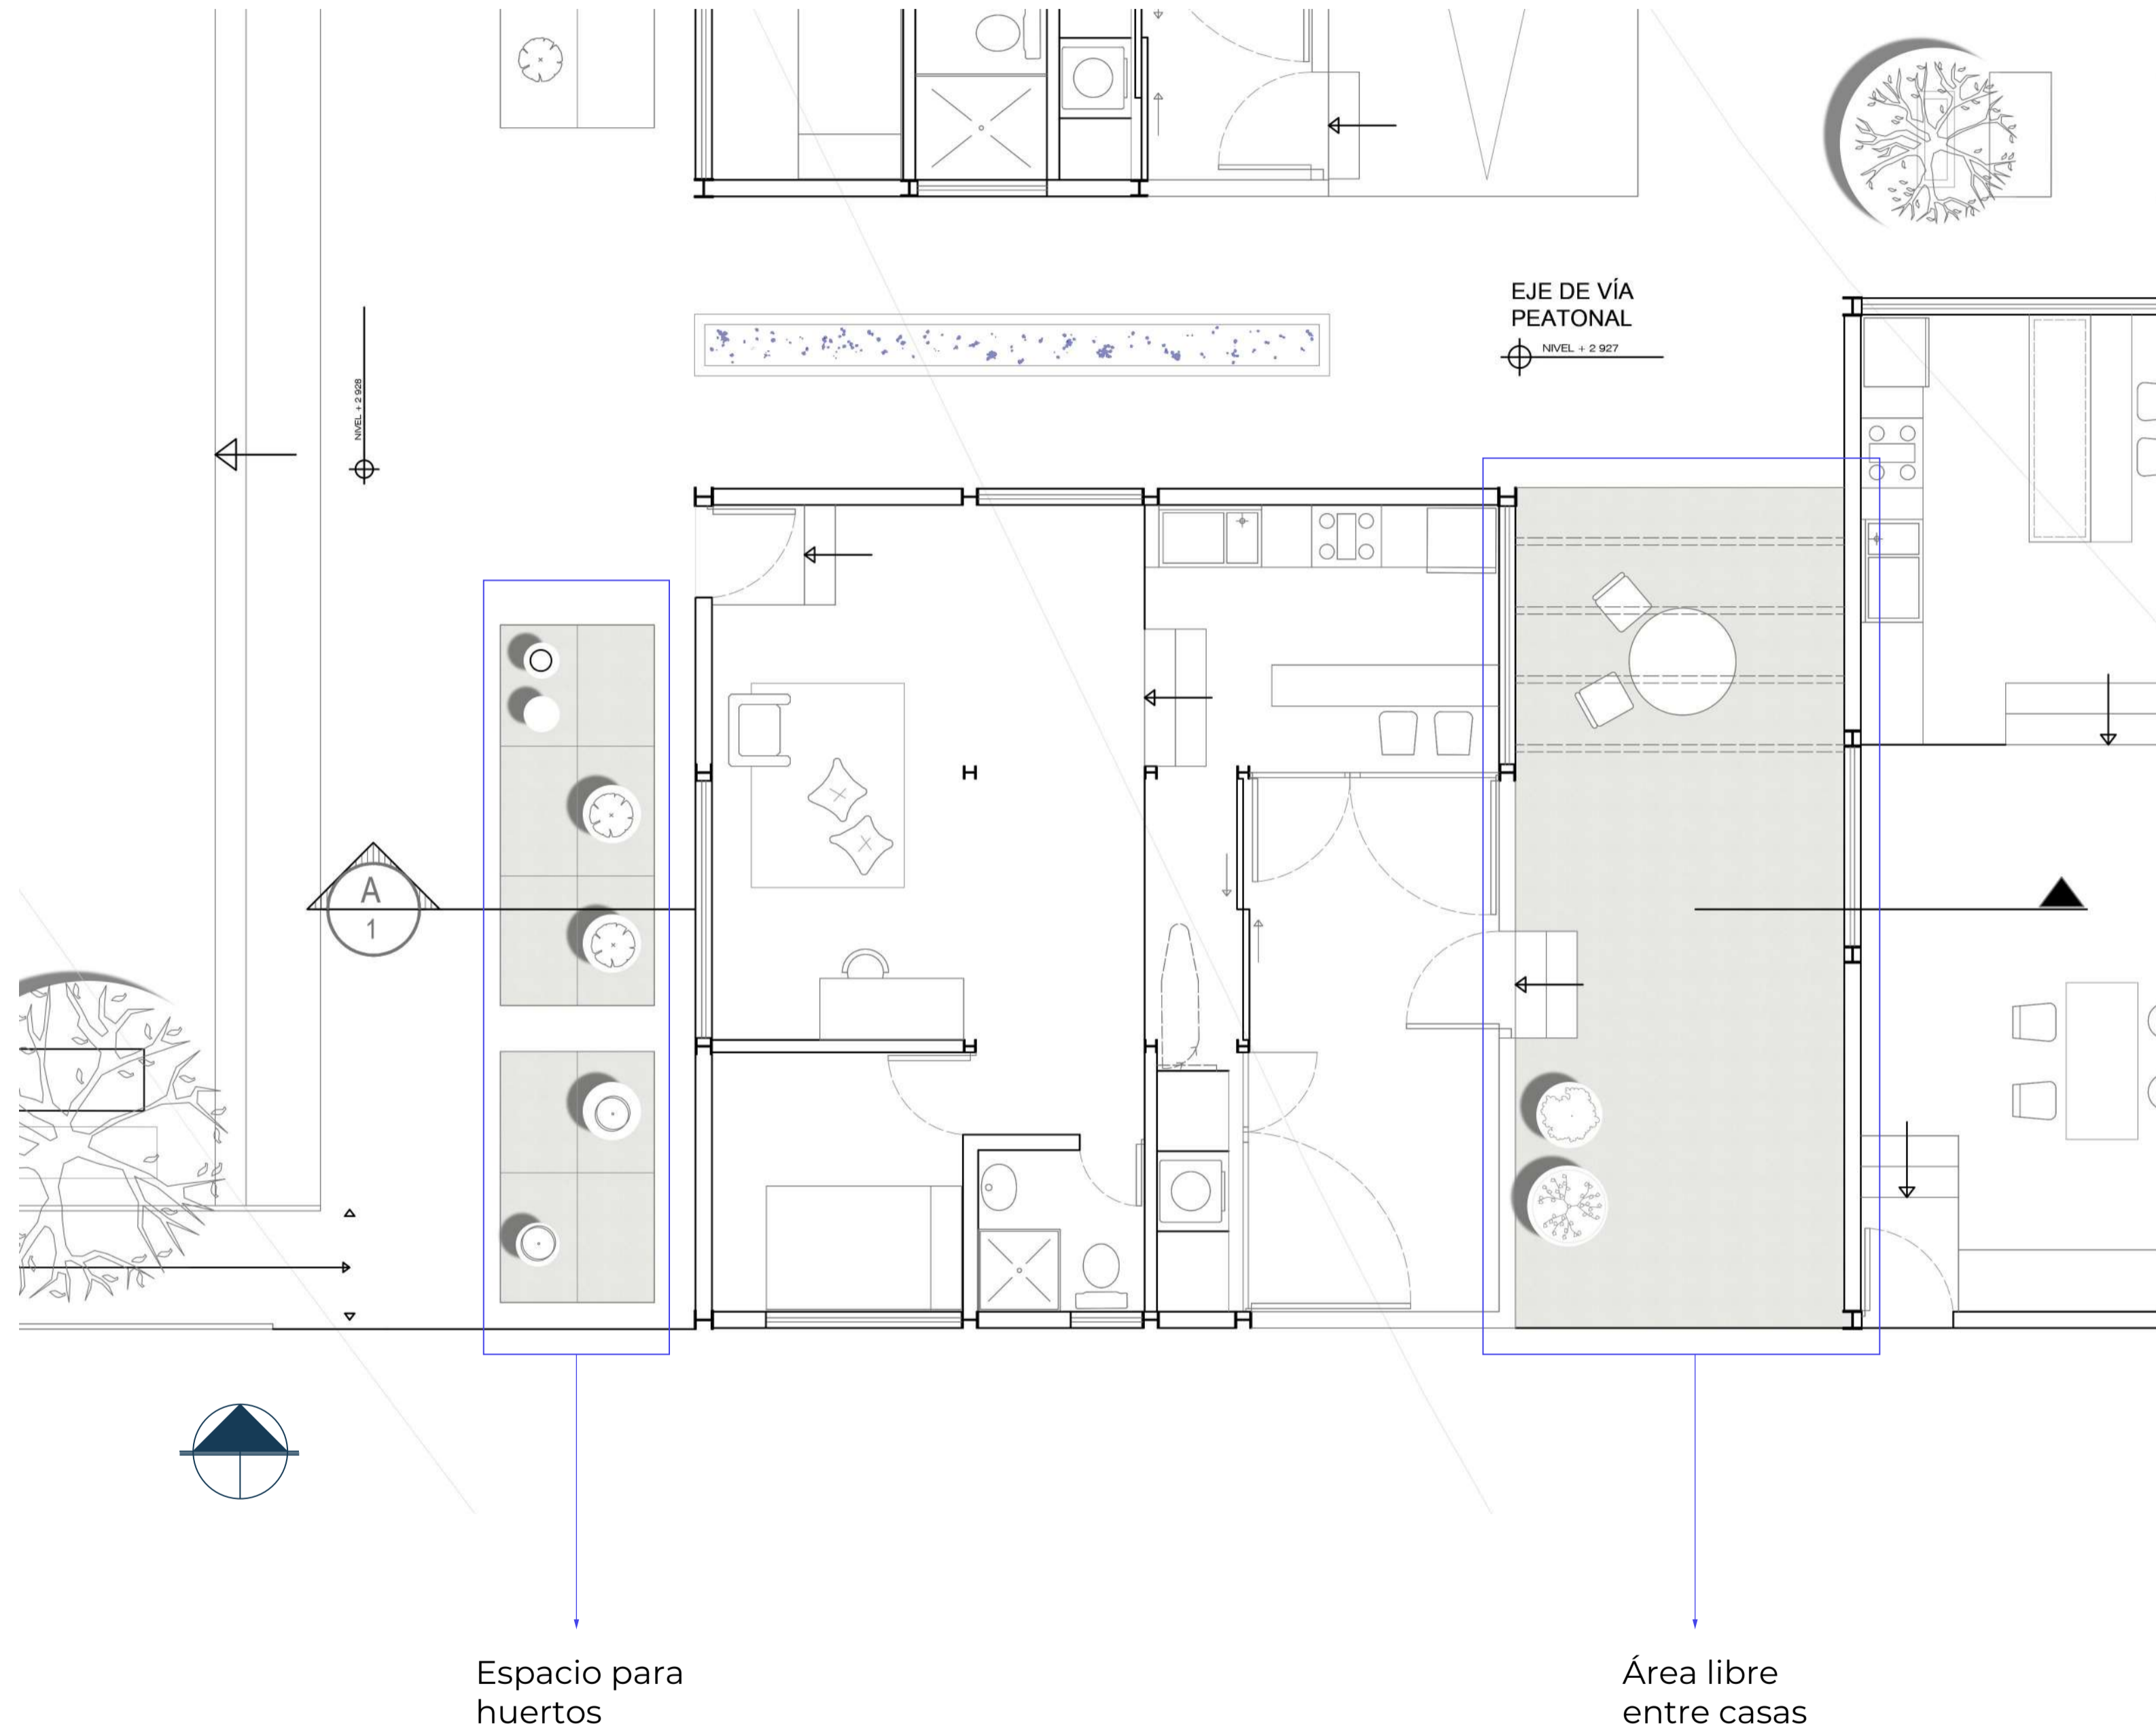 EJE DE VÍA
PEATONAL
NIVEL + 2 927
NIVEL + 2 928
A
1
Espacio para
huertos
Área libre
entre casas